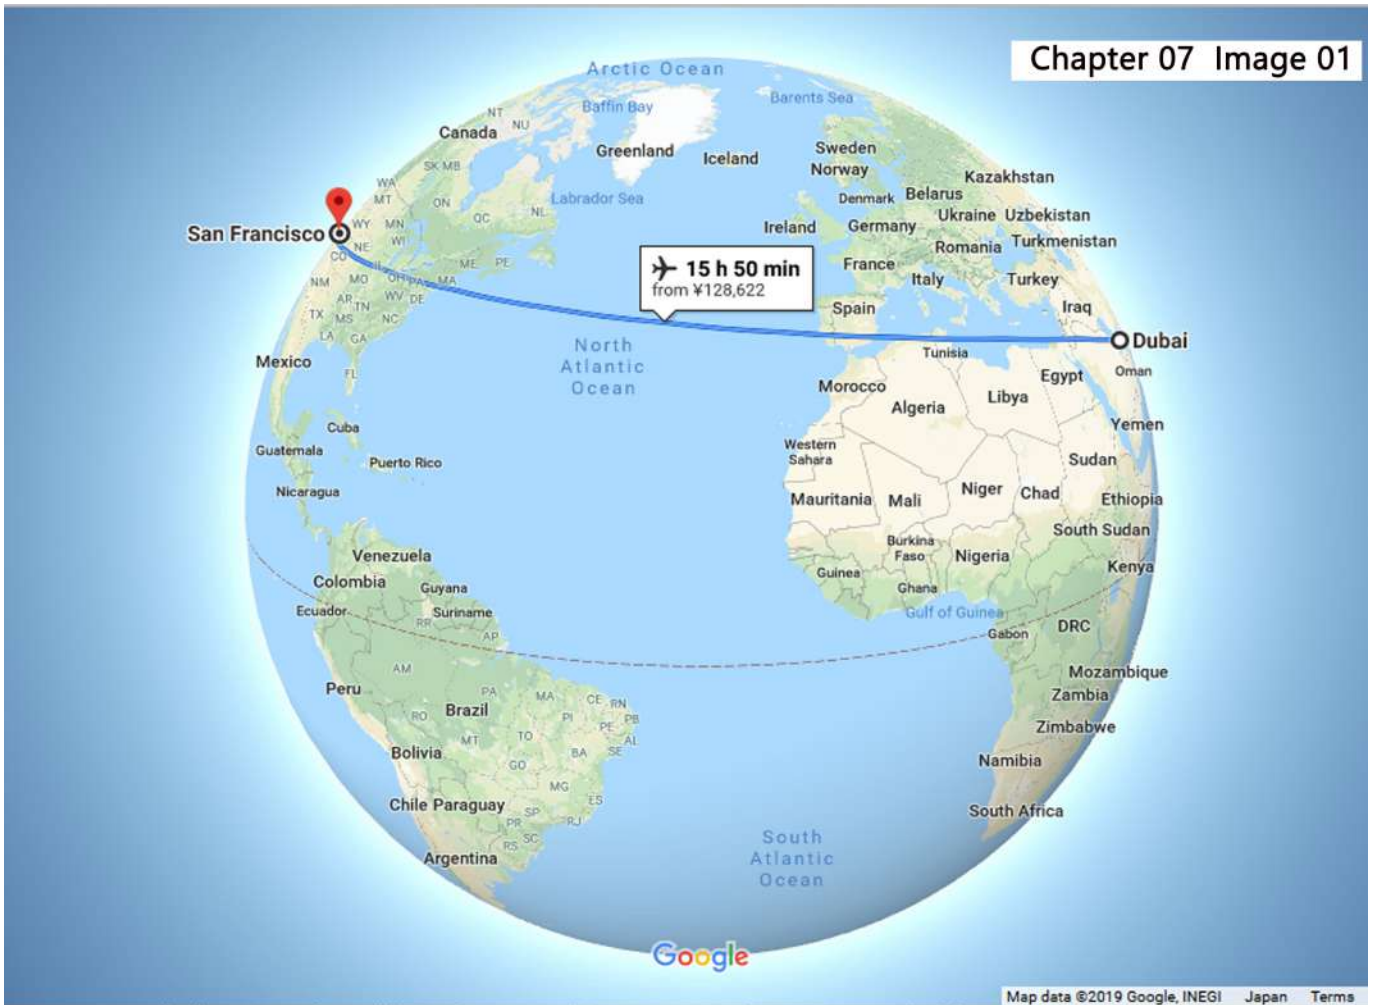 Chapter 07 Image 01
Arctic Ocean
Barents Sea
Baffin Bay
NT
NU
Canada
Greenland
Iceland
Sweden
Norway
Kazakhstan
SK MB
WA
MT
ON
QC
NL
Labrador Sea
Denmark
Belarus
Ukraine
Uzbekistan
San Francisco
WY
MN
WI
NE
CO
Ireland
Germany
Romania
Turkmenistan
15 h 50 min
from ¥128,622
France
Italy
Turkey
Iraq
ME
PE
NM
MO
OH
PA
MA
IL
Spain
AR
TN
WV
DE
TX
MS
NC
LA
GA
Dubai
North
Atlantic
Ocean
Tunisia
Mexico
FL
Morocco
Algeria
Libya
Egypt
Oman
Cuba
Yemen
Guatemala
Puerto Rico
Western
Sahara
Sudan
Nicaragua
Mauritania
Mali
Niger
Chad
Ethiopia
South Sudan
Venezuela
Burkina
Faso
Nigeria
Kenya
Colombia
Guyana
Guinea
Ghana
Ecuador
Suriname
RR
AP
Gulf of Guinea
Gabon
DRC
AM
Peru
PA
MA
CE
RN
Mozambique
Zambia
RO
Brazil
PI
PE
PB
AL
SE
Zimbabwe
MT
TO
BA
Bolivia
GO
Namibia
MG
ES
Chile
Paraguay
SP
RJ
PR
SC
RS
South Africa
Argentina
South
Atlantic
Ocean
Google
Map data ©2019 Google, INEGI Japan Terms